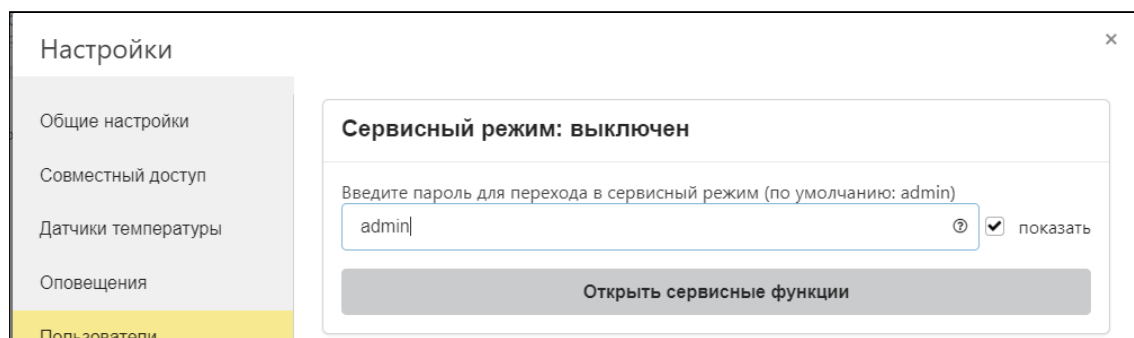 Настройки
×
Общие настройки
Совместный доступ
Датчики температуры
Оповещения
Пользователи
Сервисный режим: выключен
Введите пароль для перехода в сервисный режим (по умолчанию: admin)
admin
показать
Открыть сервисные функции